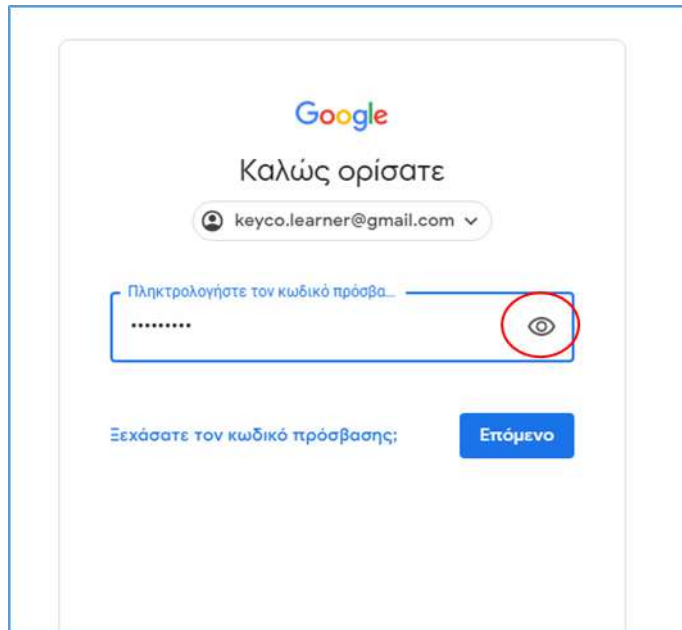 Google
Καλώς ορίσατε
keyco.learner@gmail.com
Πληκτρολογήστε τον κωδικό πρόσβα...
•••••••••
Ξεχάσατε τον κωδικό πρόσβασης;
Επόμενο